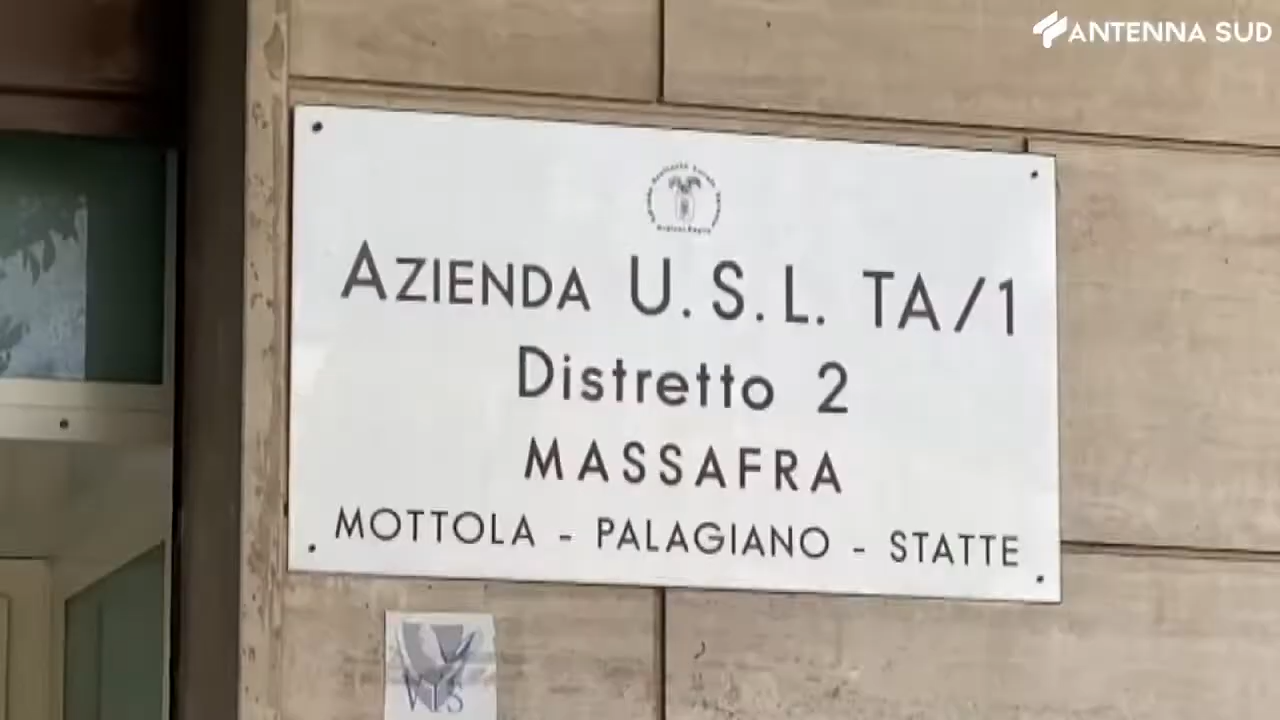 ANTENNA SUD
AZIENDA U.S.L. TA/1
Distretto 2
MASSAFRA
MOTTOLA - PALAGIANO - STATTE